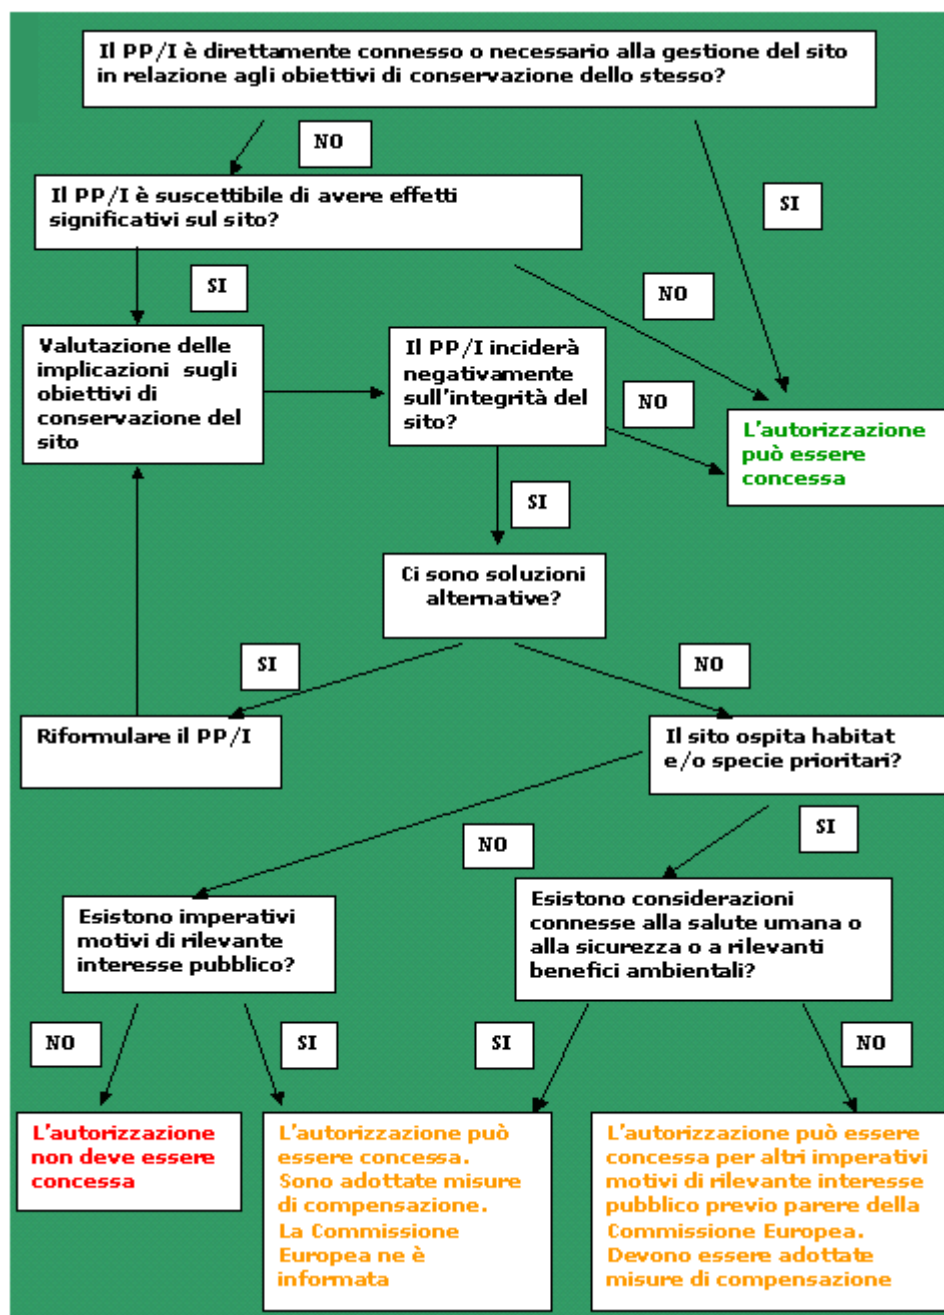 Il PP/I è direttamente connesso o necessario alla gestione del sito
in relazione agli obiettivi di conservazione dello stesso?
NO
SI
Il PP/I è suscettibile di avere effetti
significativi sul sito?
SI
NO
Valutazione delle
implicazioni sugli
obiettivi di
conservazione del
sito
Il PP/I inciderà
negativamente
sull'integrità del
sito?
NO
L'autorizzazione
può essere
concessa
SI
Ci sono soluzioni
alternative?
SI
NO
Riformulare il PP/I
Il sito ospita habitat
e/o specie prioritari?
NO
SI
Esistono imperativi
motivi di rilevante
interesse pubblico?
Esistono considerazioni
connesse alla salute umana o
alla sicurezza o a rilevanti
benefici ambientali?
NO
SI
SI
NO
L'autorizzazione
non deve essere
concessa
L'autorizzazione può
essere concessa.
Sono adottate misure
di compensazione.
La Commissione
Europea ne è
informata
L'autorizzazione può essere
concessa per altri imperativi
motivi di rilevante interesse
pubblico previo parere della
Commissione Europea.
Devono essere adottate
misure di compensazione